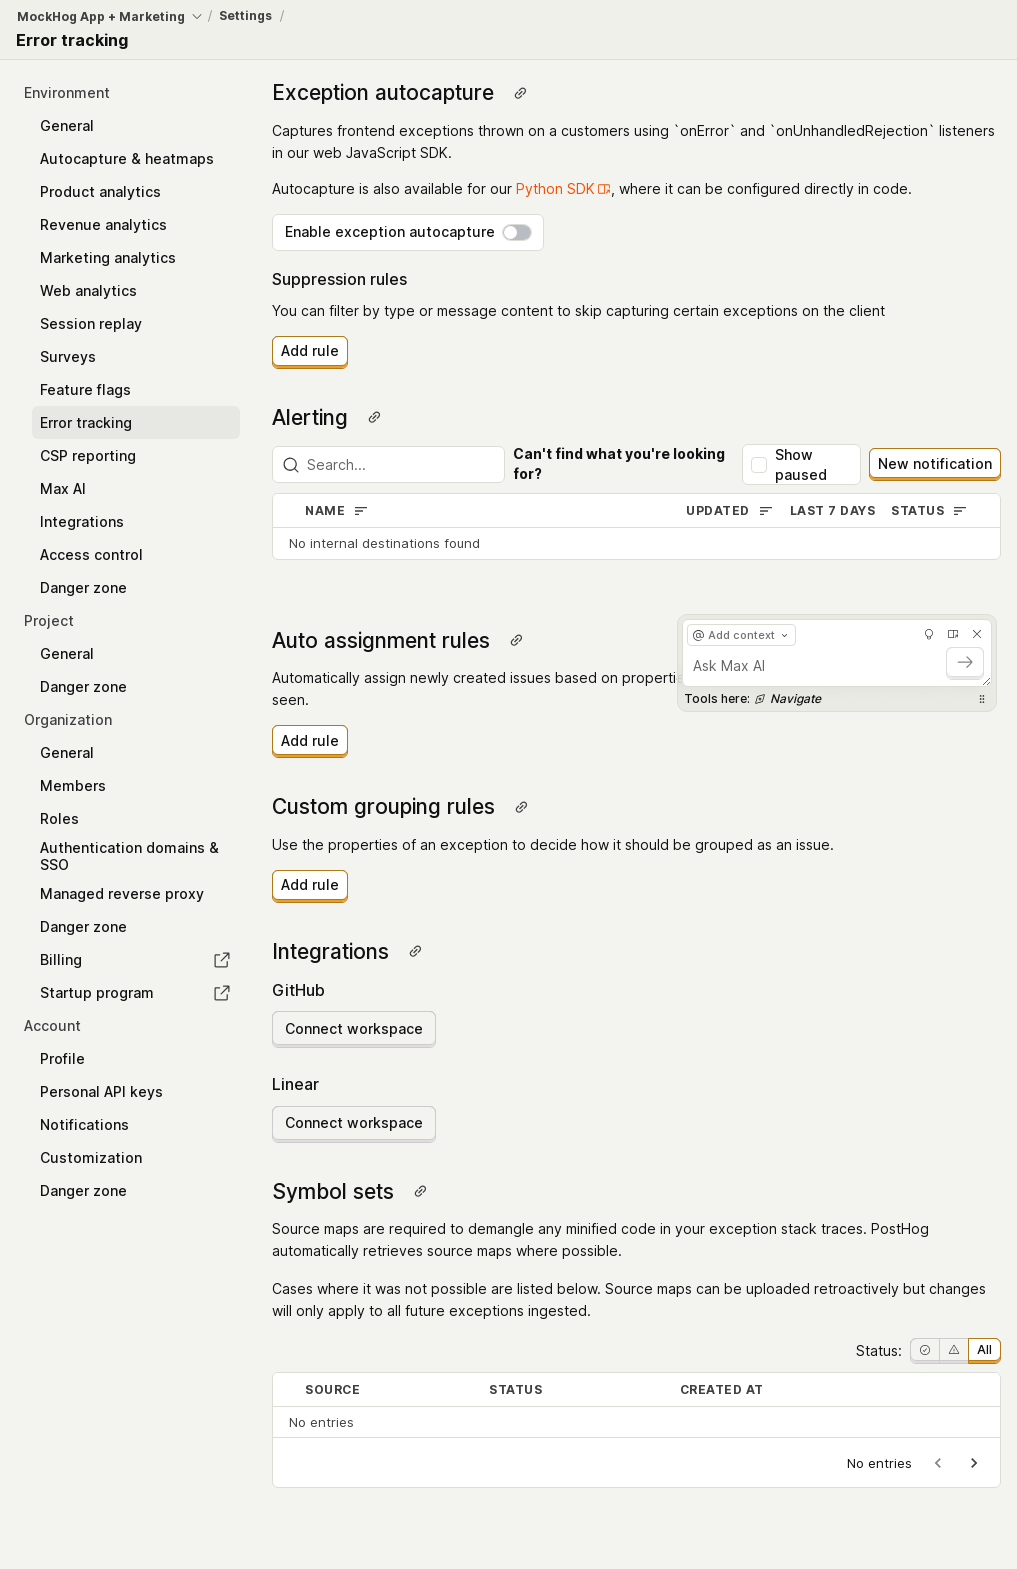 MockHog App + Marketing / Settings /
Error tracking
Environment
General
Autocapture & heatmaps
Product analytics
Revenue analytics
Marketing analytics
Web analytics
Session replay
Surveys
Feature flags
Error tracking
CSP reporting
Max AI
Integrations
Access control
Danger zone
Project
General
Danger zone
Organization
General
Members
Roles
Authentication domains &
SSO
Managed reverse proxy
Danger zone
Billing
Startup program
Account
Profile
Personal API keys
Notifications
Customization
Danger zone
Exception autocapture
Captures frontend exceptions thrown on a customers using `onError` and `onUnhandledRejection` listeners
in our web JavaScript SDK.
Autocapture is also available for our Python SDK, where it can be configured directly in code.
Enable exception autocapture
Suppression rules
You can filter by type or message content to skip capturing certain exceptions on the client
Add rule
Alerting
Search...
Can't find what you're looking
for?
Show
paused
New notification
NAME UPDATED LAST 7 DAYS STATUS
No internal destinations found
Auto assignment rules
Automatically assign newly created issues based on
seen.
Add rule
@ Add context
Ask Max AI
Tools here: Navigate
Custom grouping rules
Use the properties of an exception to decide how it should be grouped as an issue.
Add rule
Integrations
GitHub
Connect workspace
Linear
Connect workspace
Symbol sets
Source maps are required to demangle any minified code in your exception stack traces. PostHog
automatically retrieves source maps where possible.
Cases where it was not possible are listed below. Source maps can be uploaded retroactively but changes
will only apply to all future exceptions ingested.
Status: All
SOURCE STATUS CREATED AT
No entries
No entries